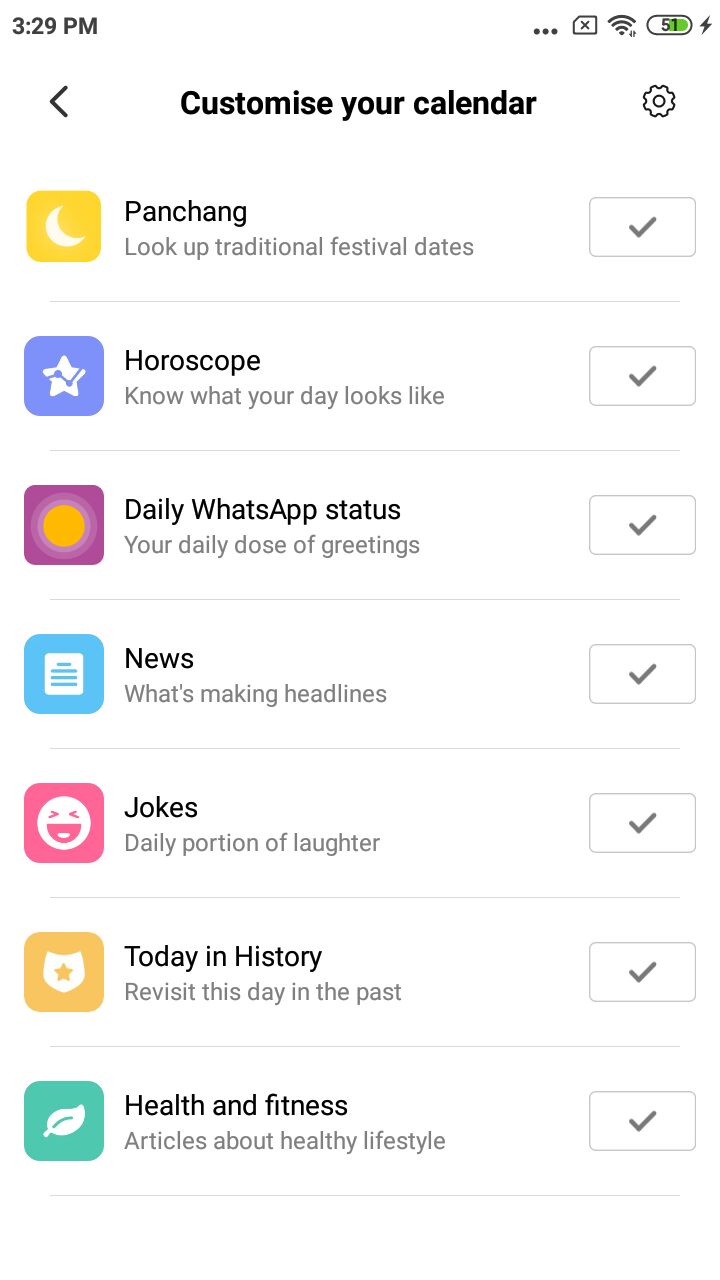 3:29 PM
51
Customise your calendar
Panchang
Look up traditional festival dates
Horoscope
Know what your day looks like
Daily WhatsApp status
Your daily dose of greetings
News
What's making headlines
Jokes
Daily portion of laughter
Today in History
Revisit this day in the past
Health and fitness
Articles about healthy lifestyle